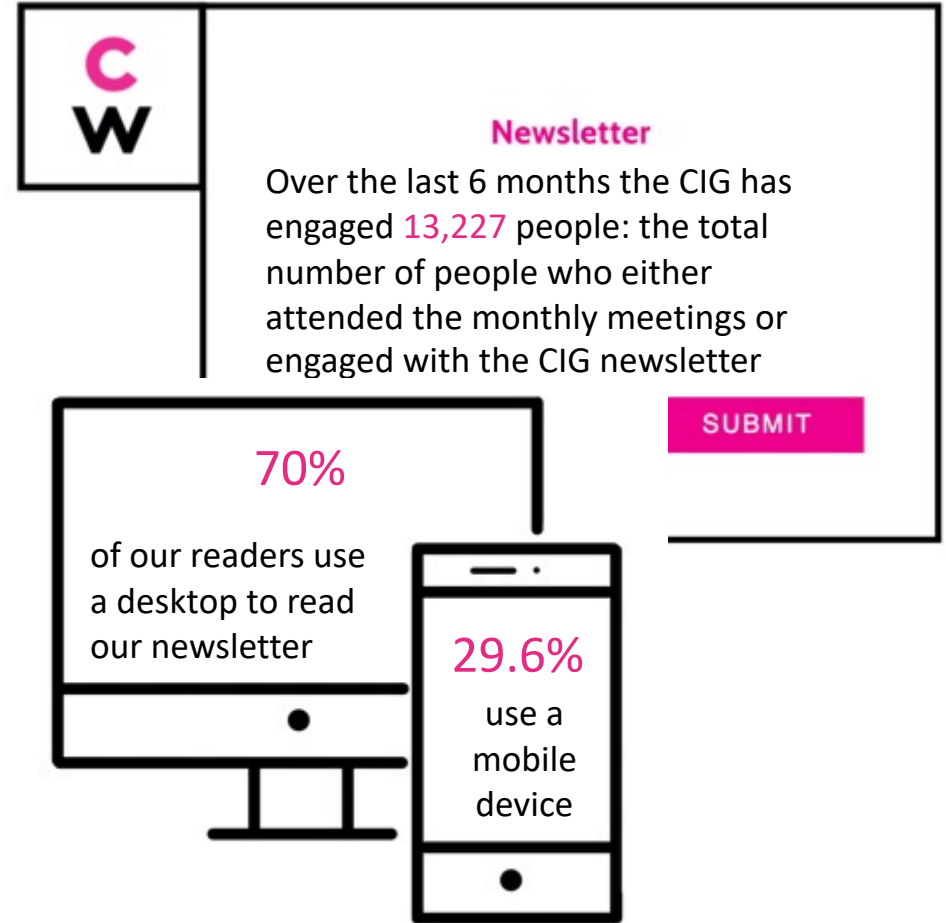 C
W
Newsletter
Over the last 6 months the CIG has
engaged 13,227 people: the total
number of people who either
attended the monthly meetings or
engaged with the CIG newsletter
SUBMIT
70%
of our readers use
a desktop to read
our newsletter
29.6%
use a
mobile
device